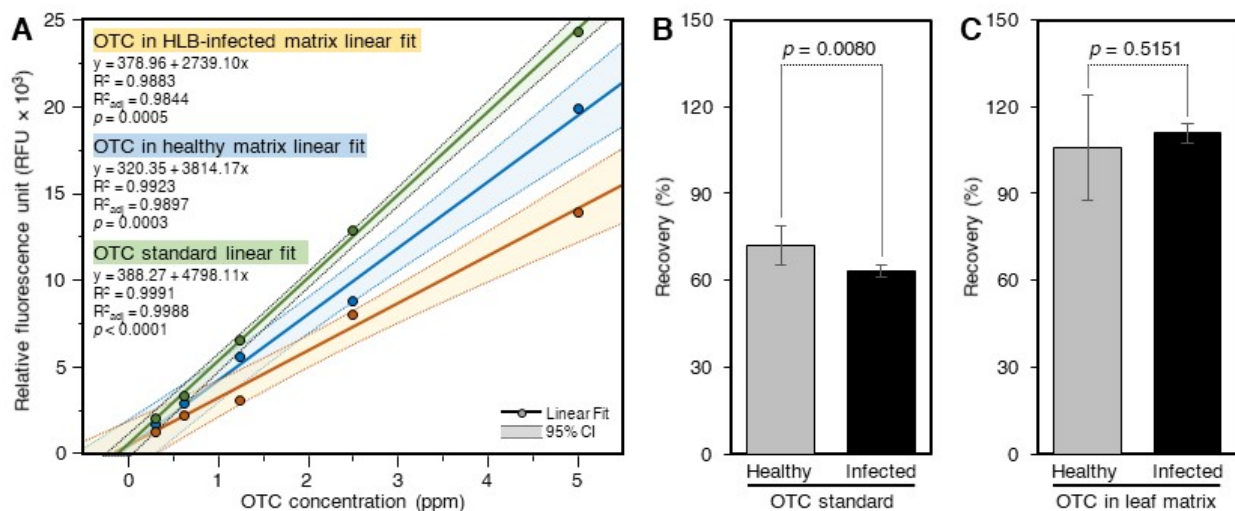 A
Relative fluorescence unit (RFU × 10³)
25
20
15
10
5
0
OTC in HLB-infected matrix linear fit
y = 378.96 + 2739.10x
R² = 0.9883
R²adj = 0.9844
p = 0.0005
OTC in healthy matrix linear fit
y = 320.35 + 3814.17x
R² = 0.9923
R²adj = 0.9897
p = 0.0003
OTC standard linear fit
y = 388.27 + 4798.11x
R² = 0.9991
R²adj = 0.9988
p < 0.0001
Linear Fit
95% CI
0 1 2 3 4 5
OTC concentration (ppm)
B
Recovery (%)
150
120
90
60
30
0
p = 0.0080
Healthy Infected
OTC standard
C
Recovery (%)
150
120
90
60
30
0
p = 0.5151
Healthy Infected
OTC in leaf matrix